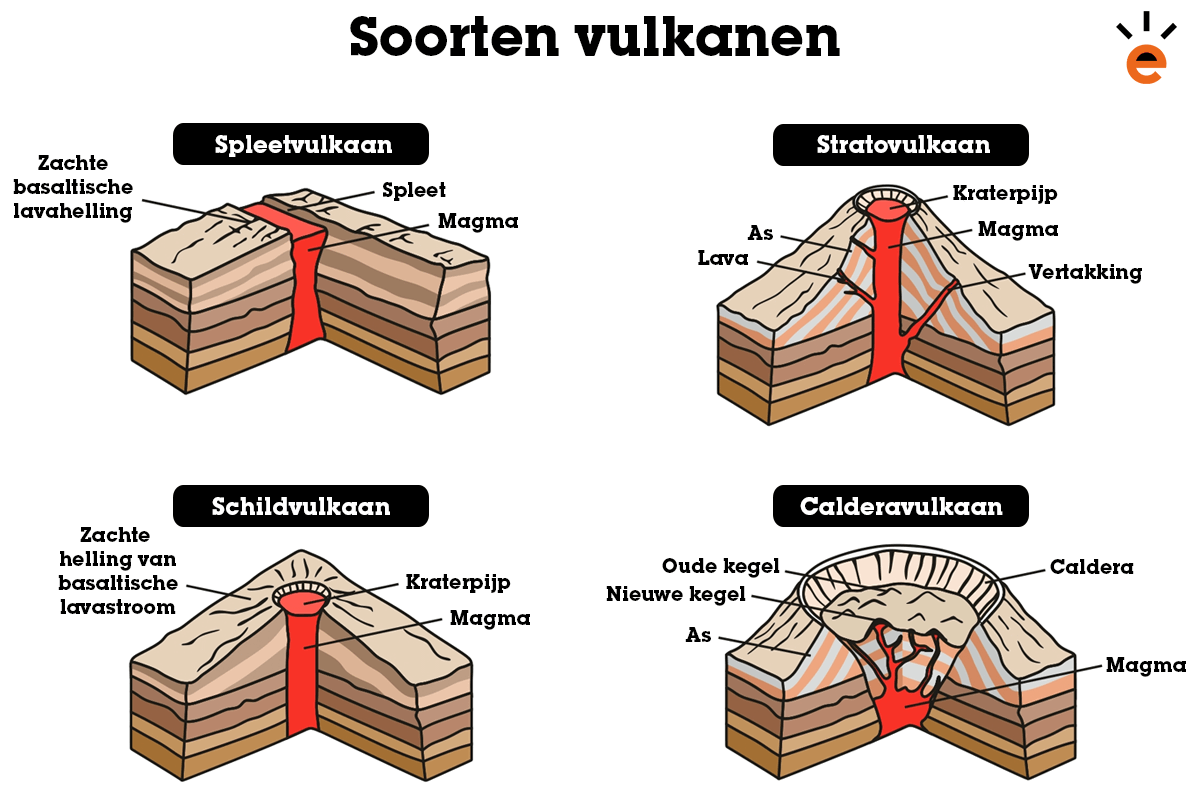 Soorten vulkanen
e
Spleetvulkaan
Zachte
basaltische
lavahelling
Spleet
Magma
Stratovulkaan
Kraterpijp
Magma
As
Lava
Vertakking
Schildvulkaan
Zachte
helling van
basaltische
lavastroom
Kraterpijp
Magma
Calderavulkaan
Oude kegel
Nieuwe kegel
As
Caldera
Magma